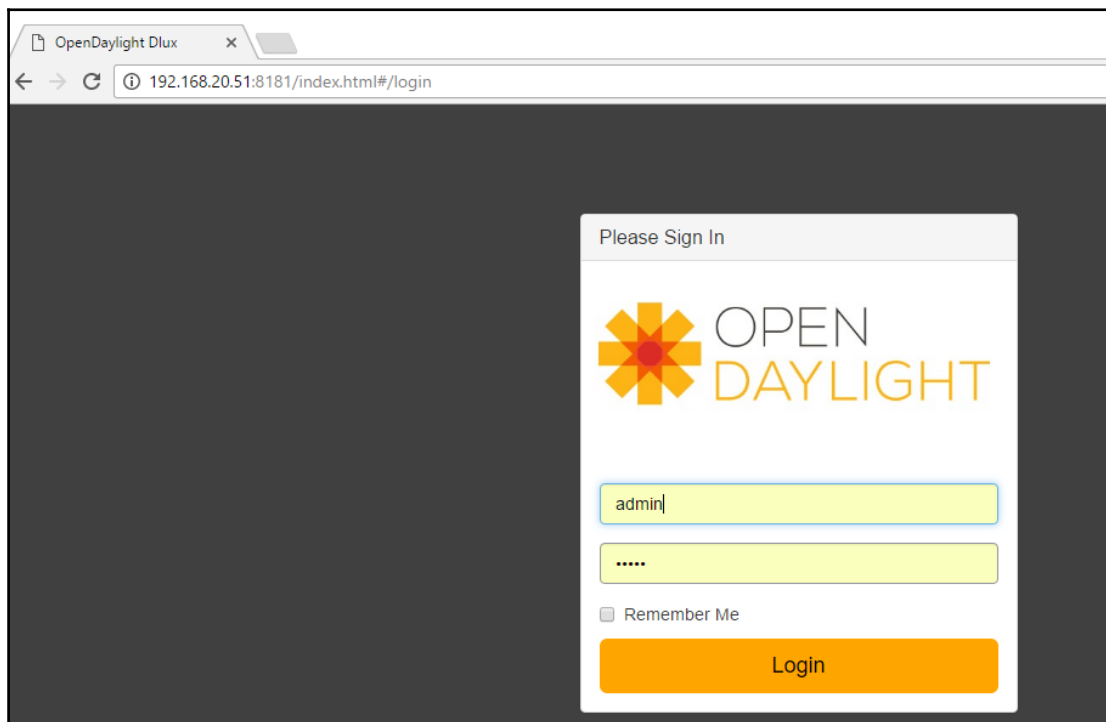 OpenDaylight Dlux
192.168.20.51:8181/index.html#/login
Please Sign In
OPEN
DAYLIGHT
admin
•••••
Remember Me
Login